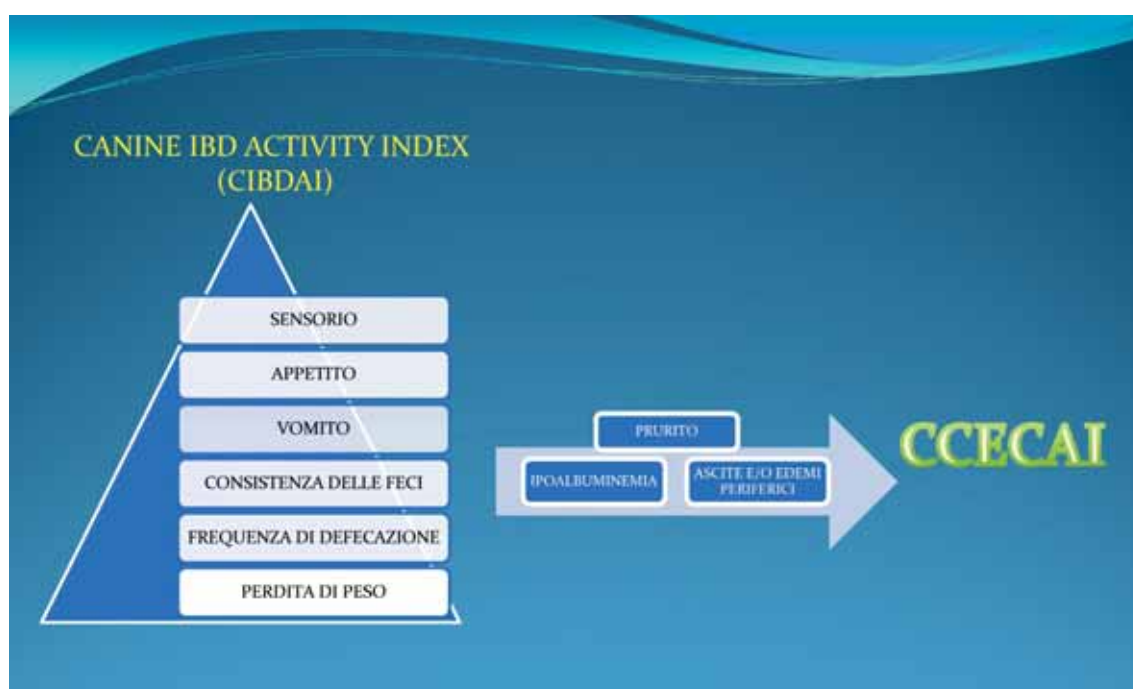 CANINE IBD ACTIVITY INDEX
(CIBDAI)
SENSORIO
APPETITO
VOMITO
CONSISTENZA DELLE FECI
FREQUENZA DI DEFECAZIONE
PERDITA DI PESO
PRURITO
IPOALBUMINEMIA
ASCITE E/O EDEMI
PERIFERICI
CCECAI